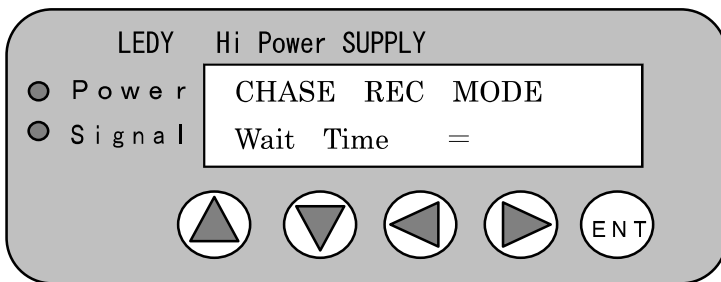 LEDY Hi Power SUPPLY
Power
CHASE REC MODE
Signal
Wait Time =
ENT